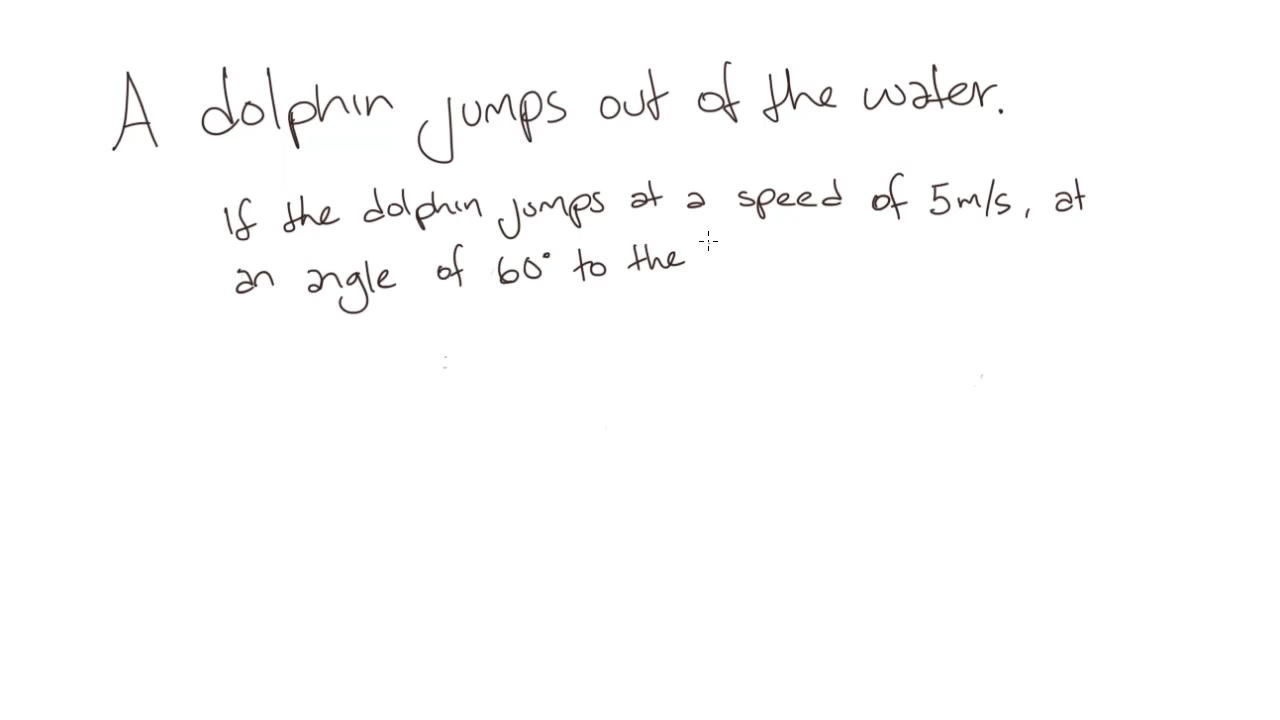 A dolphin jumps out of the water.
If the dolphin jumps at a speed of 5m/s, at
an angle of 60° to the